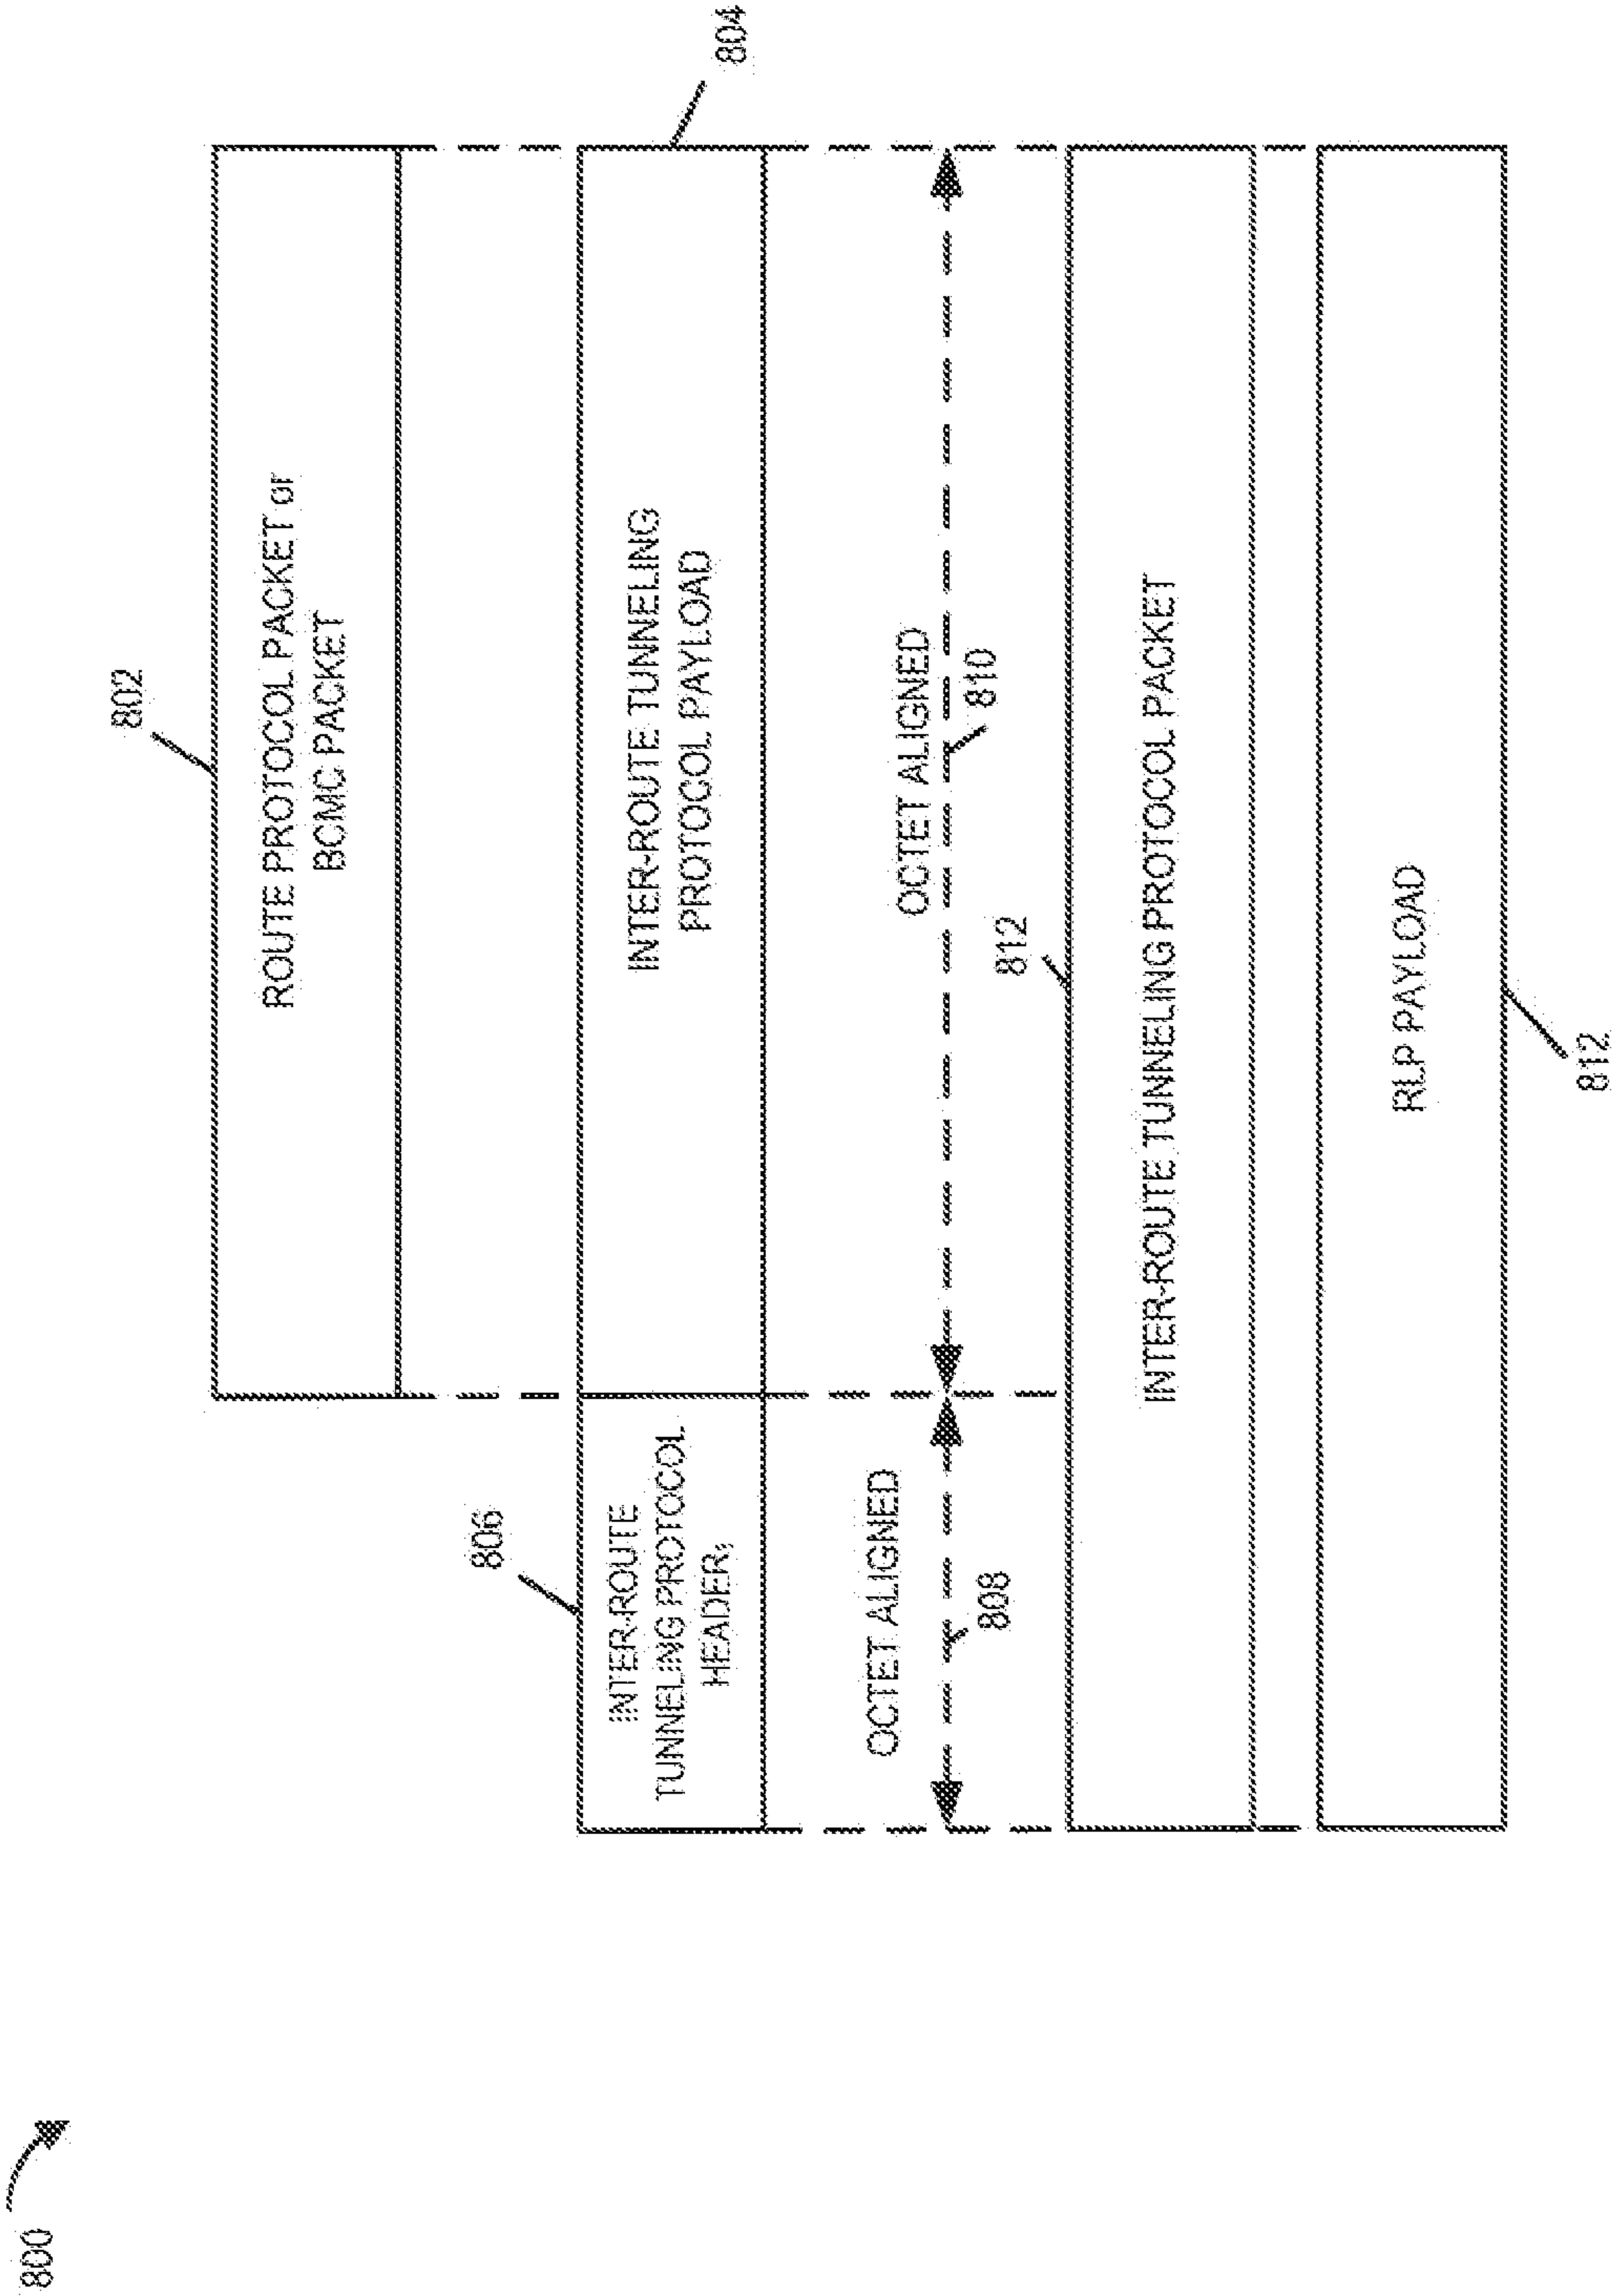 800
802
ROUTE PROTOCOL PACKET or
BCMC PACKET
804
806
INTER-ROUTE
TUNNELING PROTOCOL
HEADER;
INTER-ROUTE TUNNELING
PROTOCOL PAYLOAD
OCTET ALIGNED
808
OCTET ALIGNED
810
812
INTER-ROUTE TUNNELING PROTOCOL PACKET
RLP PAYLOAD
812